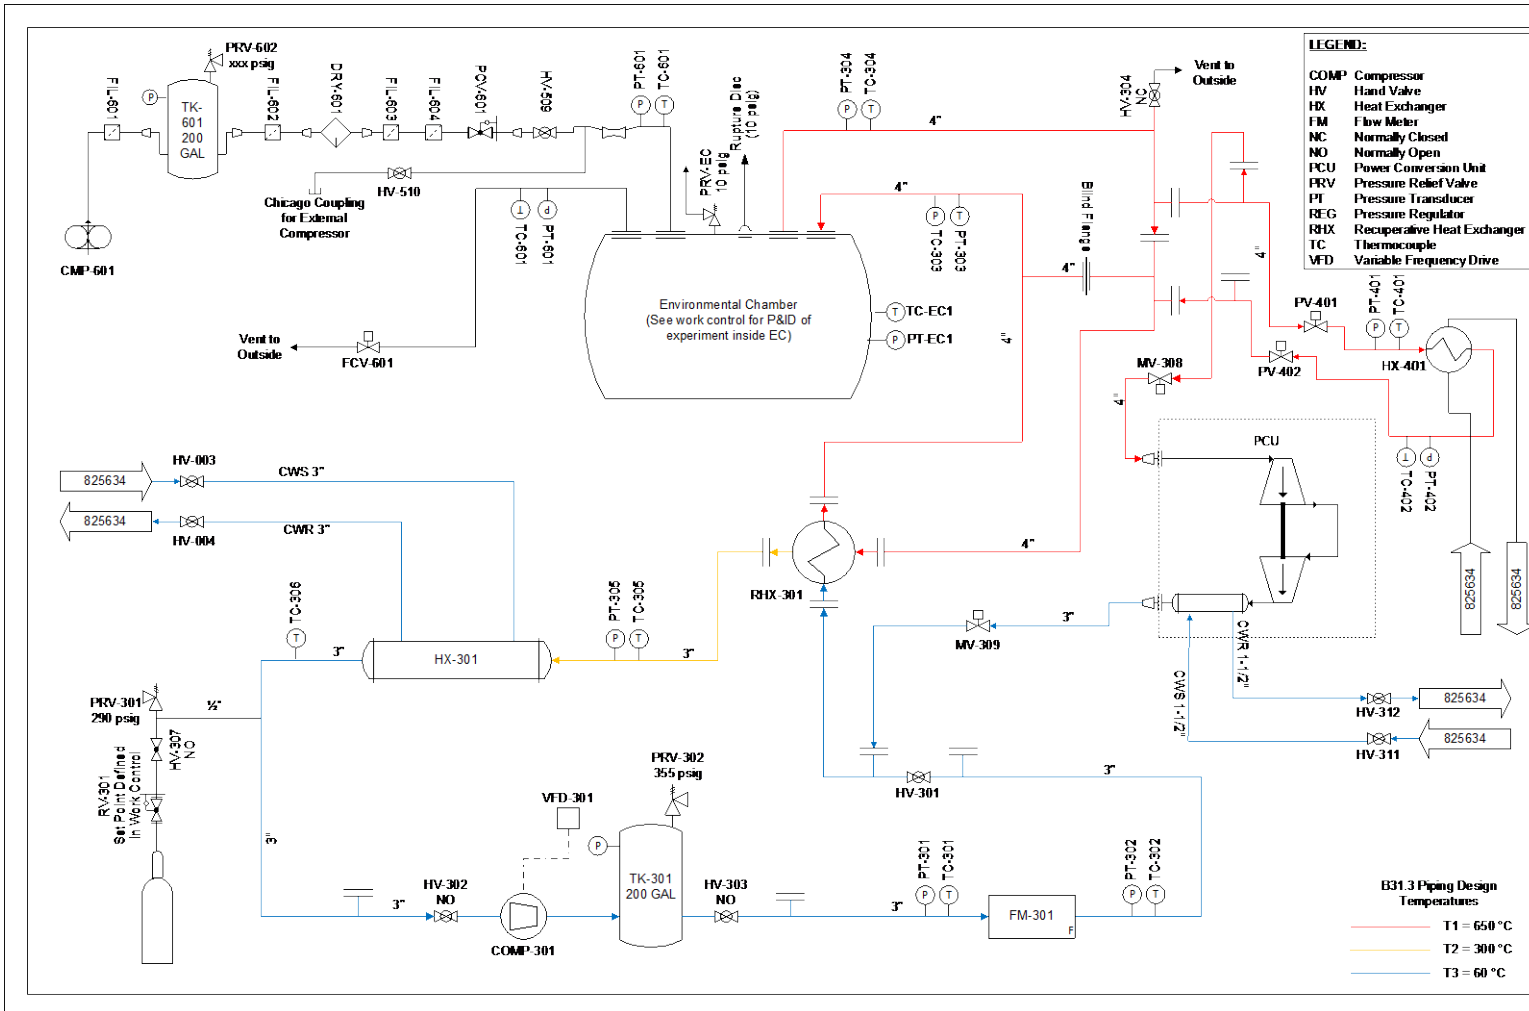 PRV-602
xxx psig
FIL-601
TK-
601
200
GAL
P
FIL-602
DRY-601
FIL-603
FIL-604
PCV-601
HV-509
PT-601
TC-601
P
T
HV-510
Chicago Coupling
for External
Compressor
CMP-601
TC-601
PT-601
T
P
Vent to
Outside
FCV-601
PRV-EC
10 psig
Rupture Disc
(10 psig)
PT-304
TC-304
P
T
4"
HV-304
NC
Vent to
Outside
4"
P
T
TC-303
PT-303
Blind Flange
4"
4"
4"
Environmental Chamber
(See work control for P&ID of
experiment inside EC)
T
TC-EC1
P
PT-EC1
LEGEND:
COMP Compressor
HV Hand Valve
HX Heat Exchanger
FM Flow Meter
NC Normally Closed
NO Normally Open
PCU Power Conversion Unit
PRV Pressure Relief Valve
PT Pressure Transducer
REG Pressure Regulator
RHX Recuperative Heat Exchanger
TC Thermocouple
VFD Variable Frequency Drive
PV-401
PT-401
TC-401
P
T
HX-401
PV-402
MV-308
4"
PCU
T
P
TC-402
PT-402
825634
HV-003
CWS 3"
825634
HV-004
CWR 3"
4"
RHX-301
TC-306
T
3"
HX-301
PT-305
TC-305
P
T
3"
MV-309
3"
CWR 1-1/2"
CWS 1-1/2"
825634
825634
HV-312
825634
HV-311
825634
PRV-301
290 psig
½"
HV-307
NO
RV-301
Set Point Defined
In Work Control
3"
VFD-301
PRV-302
355 psig
P
TK-301
200 GAL
HV-301
3"
3"
HV-302
NO
COMP-301
HV-303
NO
3"
PT-301
TC-301
P
T
FM-301
F
PT-302
TC-302
P
T
B31.3 Piping Design
Temperatures
T1 = 650 °C
T2 = 300 °C
T3 = 60 °C